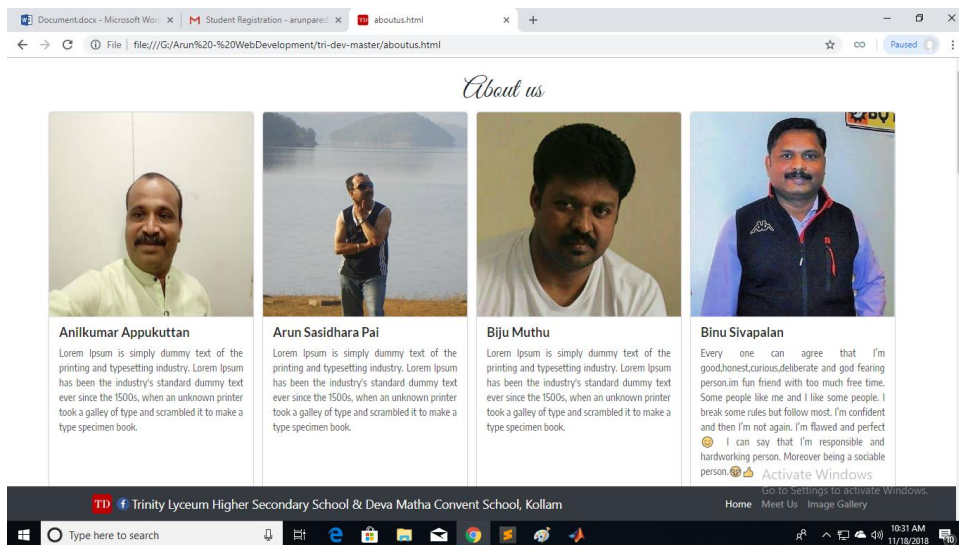 Document.docx - Microsoft Word
Student Registration - arunpared
aboutus.html
File | file:///G:/Arun%20-%20WebDevelopment/tri-dev-master/aboutus.html
Paused
About us
Anilkumar Appukuttan
Lorem Ipsum is simply dummy text of the
printing and typesetting industry. Lorem Ipsum
has been the industry's standard dummy text
ever since the 1500s, when an unknown printer
took a galley of type and scrambled it to make a
type specimen book.
Arun Sasidhara Pai
Lorem Ipsum is simply dummy text of the
printing and typesetting industry. Lorem Ipsum
has been the industry's standard dummy text
ever since the 1500s, when an unknown printer
took a galley of type and scrambled it to make a
type specimen book.
Biju Muthu
Lorem Ipsum is simply dummy text of the
printing and typesetting industry. Lorem Ipsum
has been the industry's standard dummy text
ever since the 1500s, when an unknown printer
took a galley of type and scrambled it to make a
type specimen book.
Binu Sivapalan
Every one can agree that I'm
good,honest,curious,deliberate and god fearing
person.im fun friend with too much free time.
Some people like me and I like some people. I
break some rules but follow most. I'm confident
and then I'm not again. I'm flawed and perfect
🙂 I can say that I'm responsible and
hardworking person. Moreover being a sociable
person.🤓👍
Activate Windows
Go to Settings to activate Windows.
TD Trinity Lyceum Higher Secondary School & Deva Matha Convent School, Kollam
Home Meet Us Image Gallery
Type here to search
10:31 AM
11/18/2018
10